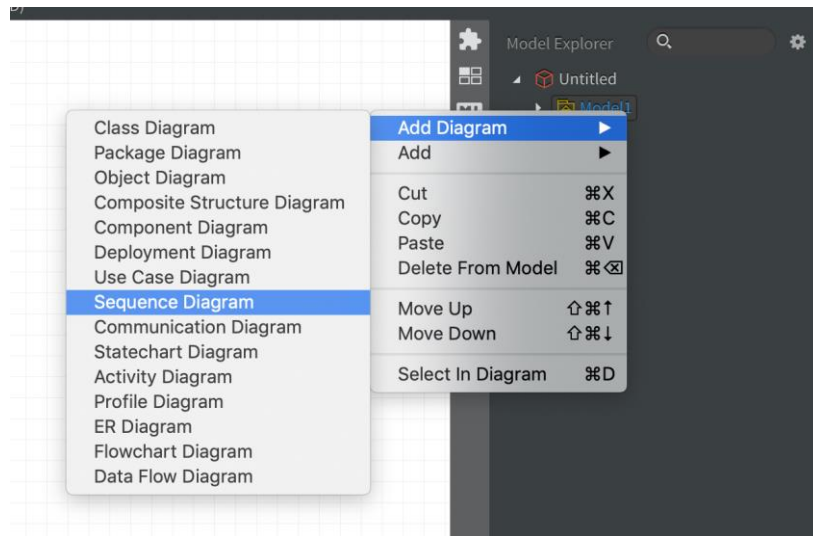 D)
Model Explorer
Untitled
Model1
Add Diagram
Add
Cut ⌘X
Copy ⌘C
Paste ⌘V
Delete From Model ⌘⌫
Move Up ⇧⌘↑
Move Down ⇧⌘↓
Select In Diagram ⌘D
Class Diagram
Package Diagram
Object Diagram
Composite Structure Diagram
Component Diagram
Deployment Diagram
Use Case Diagram
Sequence Diagram
Communication Diagram
Statechart Diagram
Activity Diagram
Profile Diagram
ER Diagram
Flowchart Diagram
Data Flow Diagram